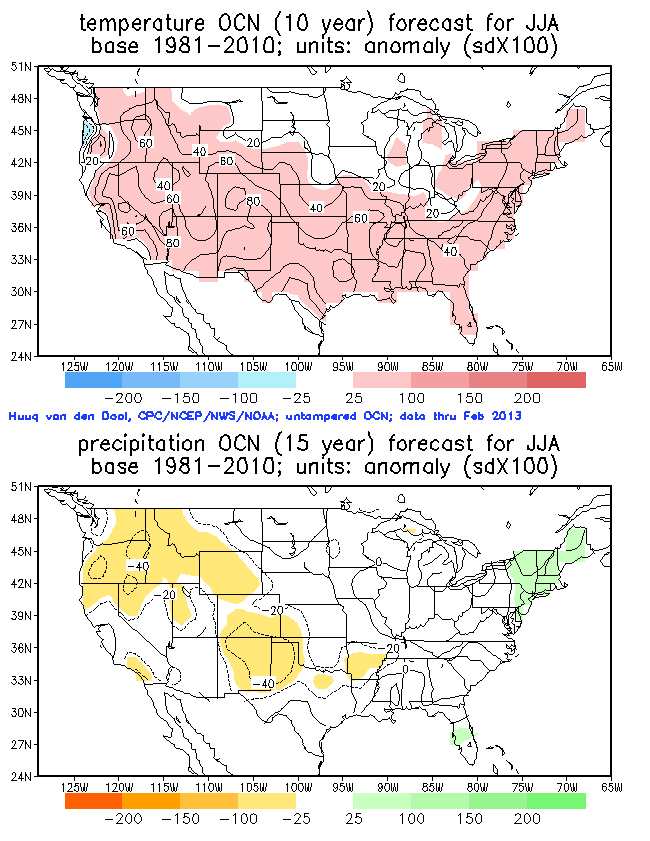 temperature OCN (10 year) forecast for JJA
base 1981-2010; units: anomaly (sdX100)
51N
48N
45N
42N
39N
36N
33N
30N
27N
24N
60
40
20
20
60
40
60
80
40
20
60
20
60
80
40
125W 120W 115W 110W 105W 100W 95W 90W 85W 80W 75W 70W 65W
-200 -150 -100 -25 25 100 150 200
Huug van den Dool, CPC/NCEP/NWS/NOAA; untampered OCN; data thru Feb 2013
precipitation OCN (15 year) forecast for JJA
base 1981-2010; units: anomaly (sdX100)
51N
48N
45N
42N
39N
36N
33N
30N
27N
24N
-40
0
-20
-20
20
-40
0
125W 120W 115W 110W 105W 100W 95W 90W 85W 80W 75W 70W 65W
-200 -150 -100 -25 25 100 150 200